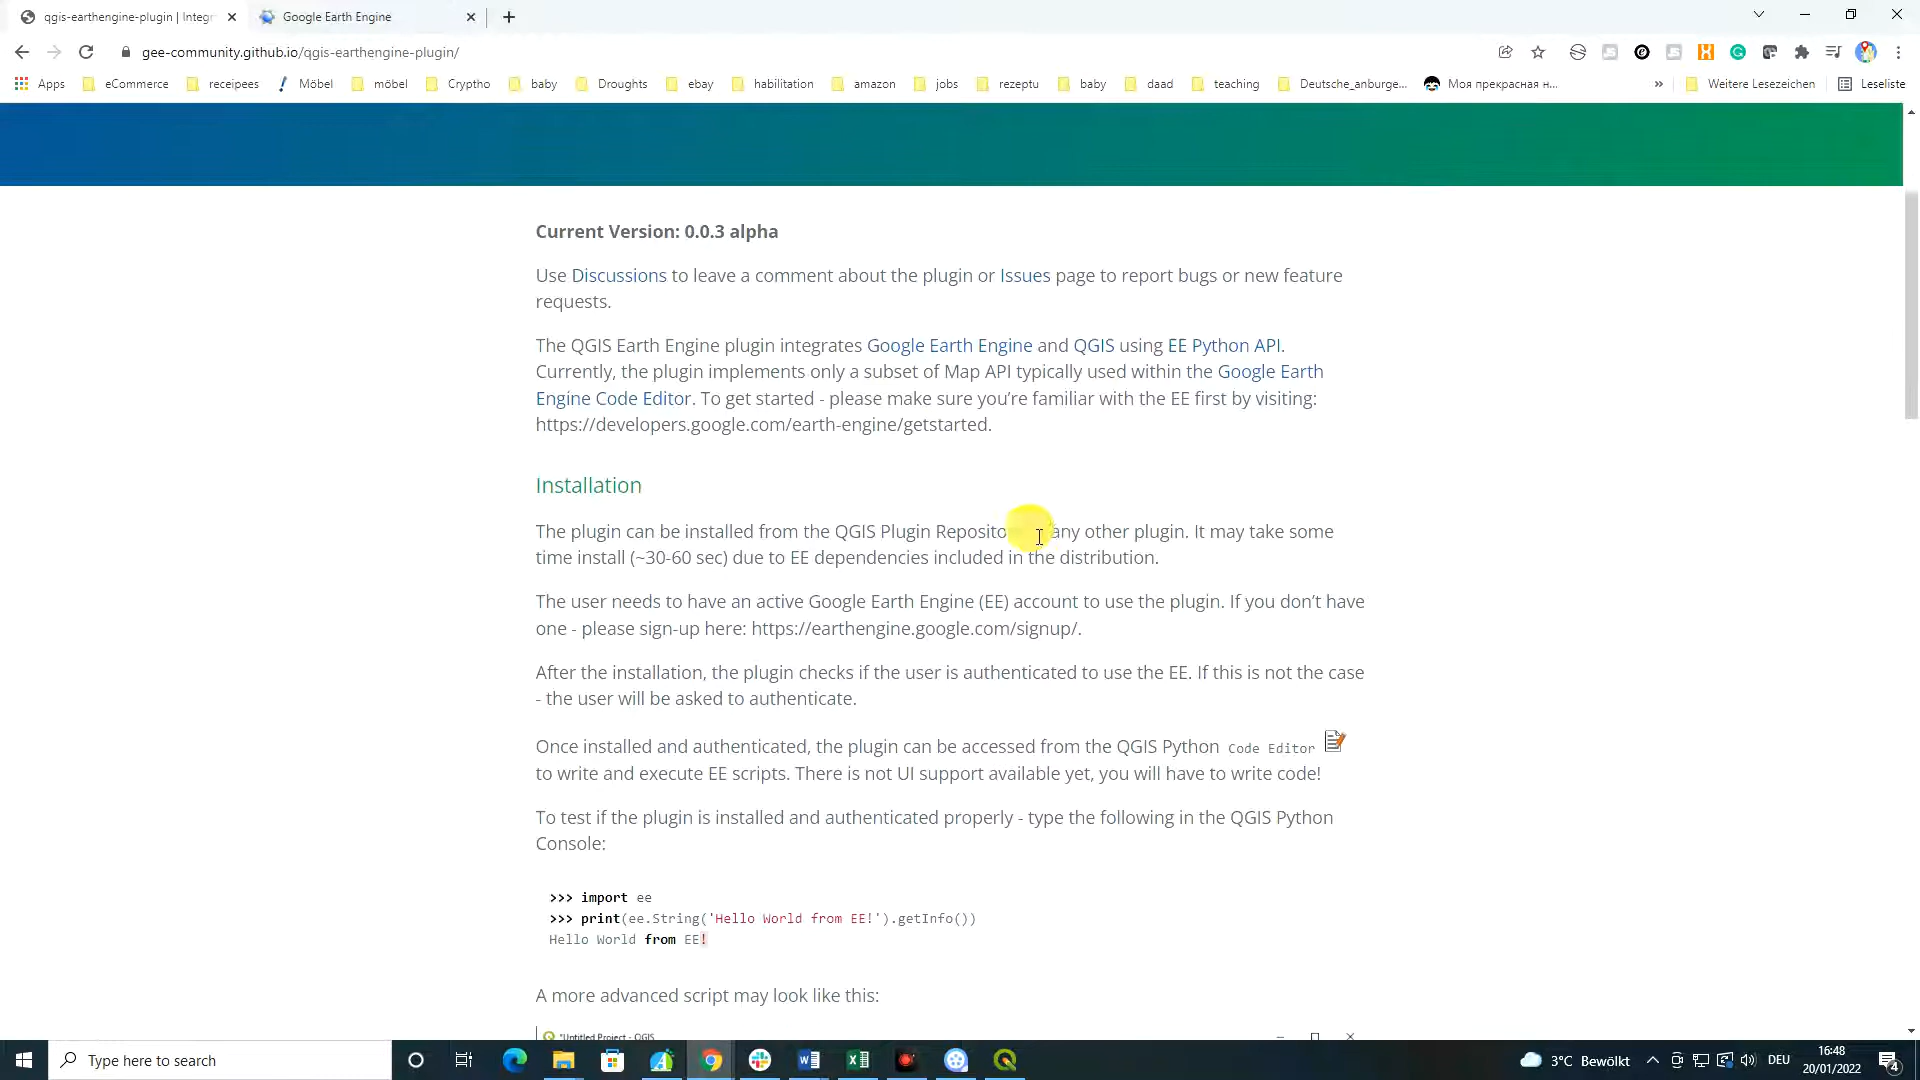 qgis-earthengine-plugin | Integr
Google Earth Engine
gee-community.github.io/qgis-earthengine-plugin/
Apps eCommerce receipees Möbel möbel Cryptho baby Droughts ebay habilitation amazon jobs rezeptu baby daad teaching Deutsche_anburge... Моя прекрасная н... » Weitere Lesezeichen Leseliste
Current Version: 0.0.3 alpha
Use Discussions to leave a comment about the plugin or Issues page to report bugs or new feature
requests.
The QGIS Earth Engine plugin integrates Google Earth Engine and QGIS using EE Python API.
Currently, the plugin implements only a subset of Map API typically used within the Google Earth
Engine Code Editor. To get started - please make sure you're familiar with the EE first by visiting:
https://developers.google.com/earth-engine/getstarted.
Installation
The plugin can be installed from the QGIS Plugin Reposito any other plugin. It may take some
time install (~30-60 sec) due to EE dependencies included in the distribution.
The user needs to have an active Google Earth Engine (EE) account to use the plugin. If you don't have
one - please sign-up here: https://earthengine.google.com/signup/.
After the installation, the plugin checks if the user is authenticated to use the EE. If this is not the case
- the user will be asked to authenticate.
Once installed and authenticated, the plugin can be accessed from the QGIS Python Code Editor
to write and execute EE scripts. There is not UI support available yet, you will have to write code!
To test if the plugin is installed and authenticated properly - type the following in the QGIS Python
Console:
>>> import ee
>>> print(ee.String('Hello World from EE!').getInfo())
Hello World from EE!
A more advanced script may look like this:
*Untitled Project - QGIS
Type here to search
3°C Bewölkt
DEU
16:48
20/01/2022
4